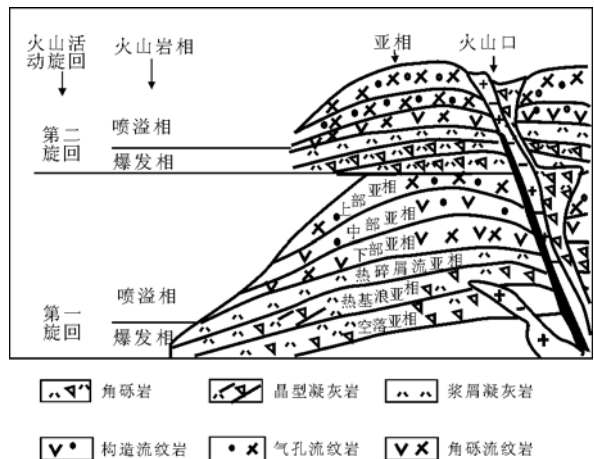 火山活
动旋回
火山岩相
亚相
火山口
第二
旋回
喷溢相
爆发相
上部亚相
中部亚相
下部亚相
热碎屑流亚相
热基浪亚相
空落亚相
第一
旋回
喷溢相
爆发相
角砾岩
晶型凝灰岩
浆屑凝灰岩
构造流纹岩
气孔流纹岩
角砾流纹岩